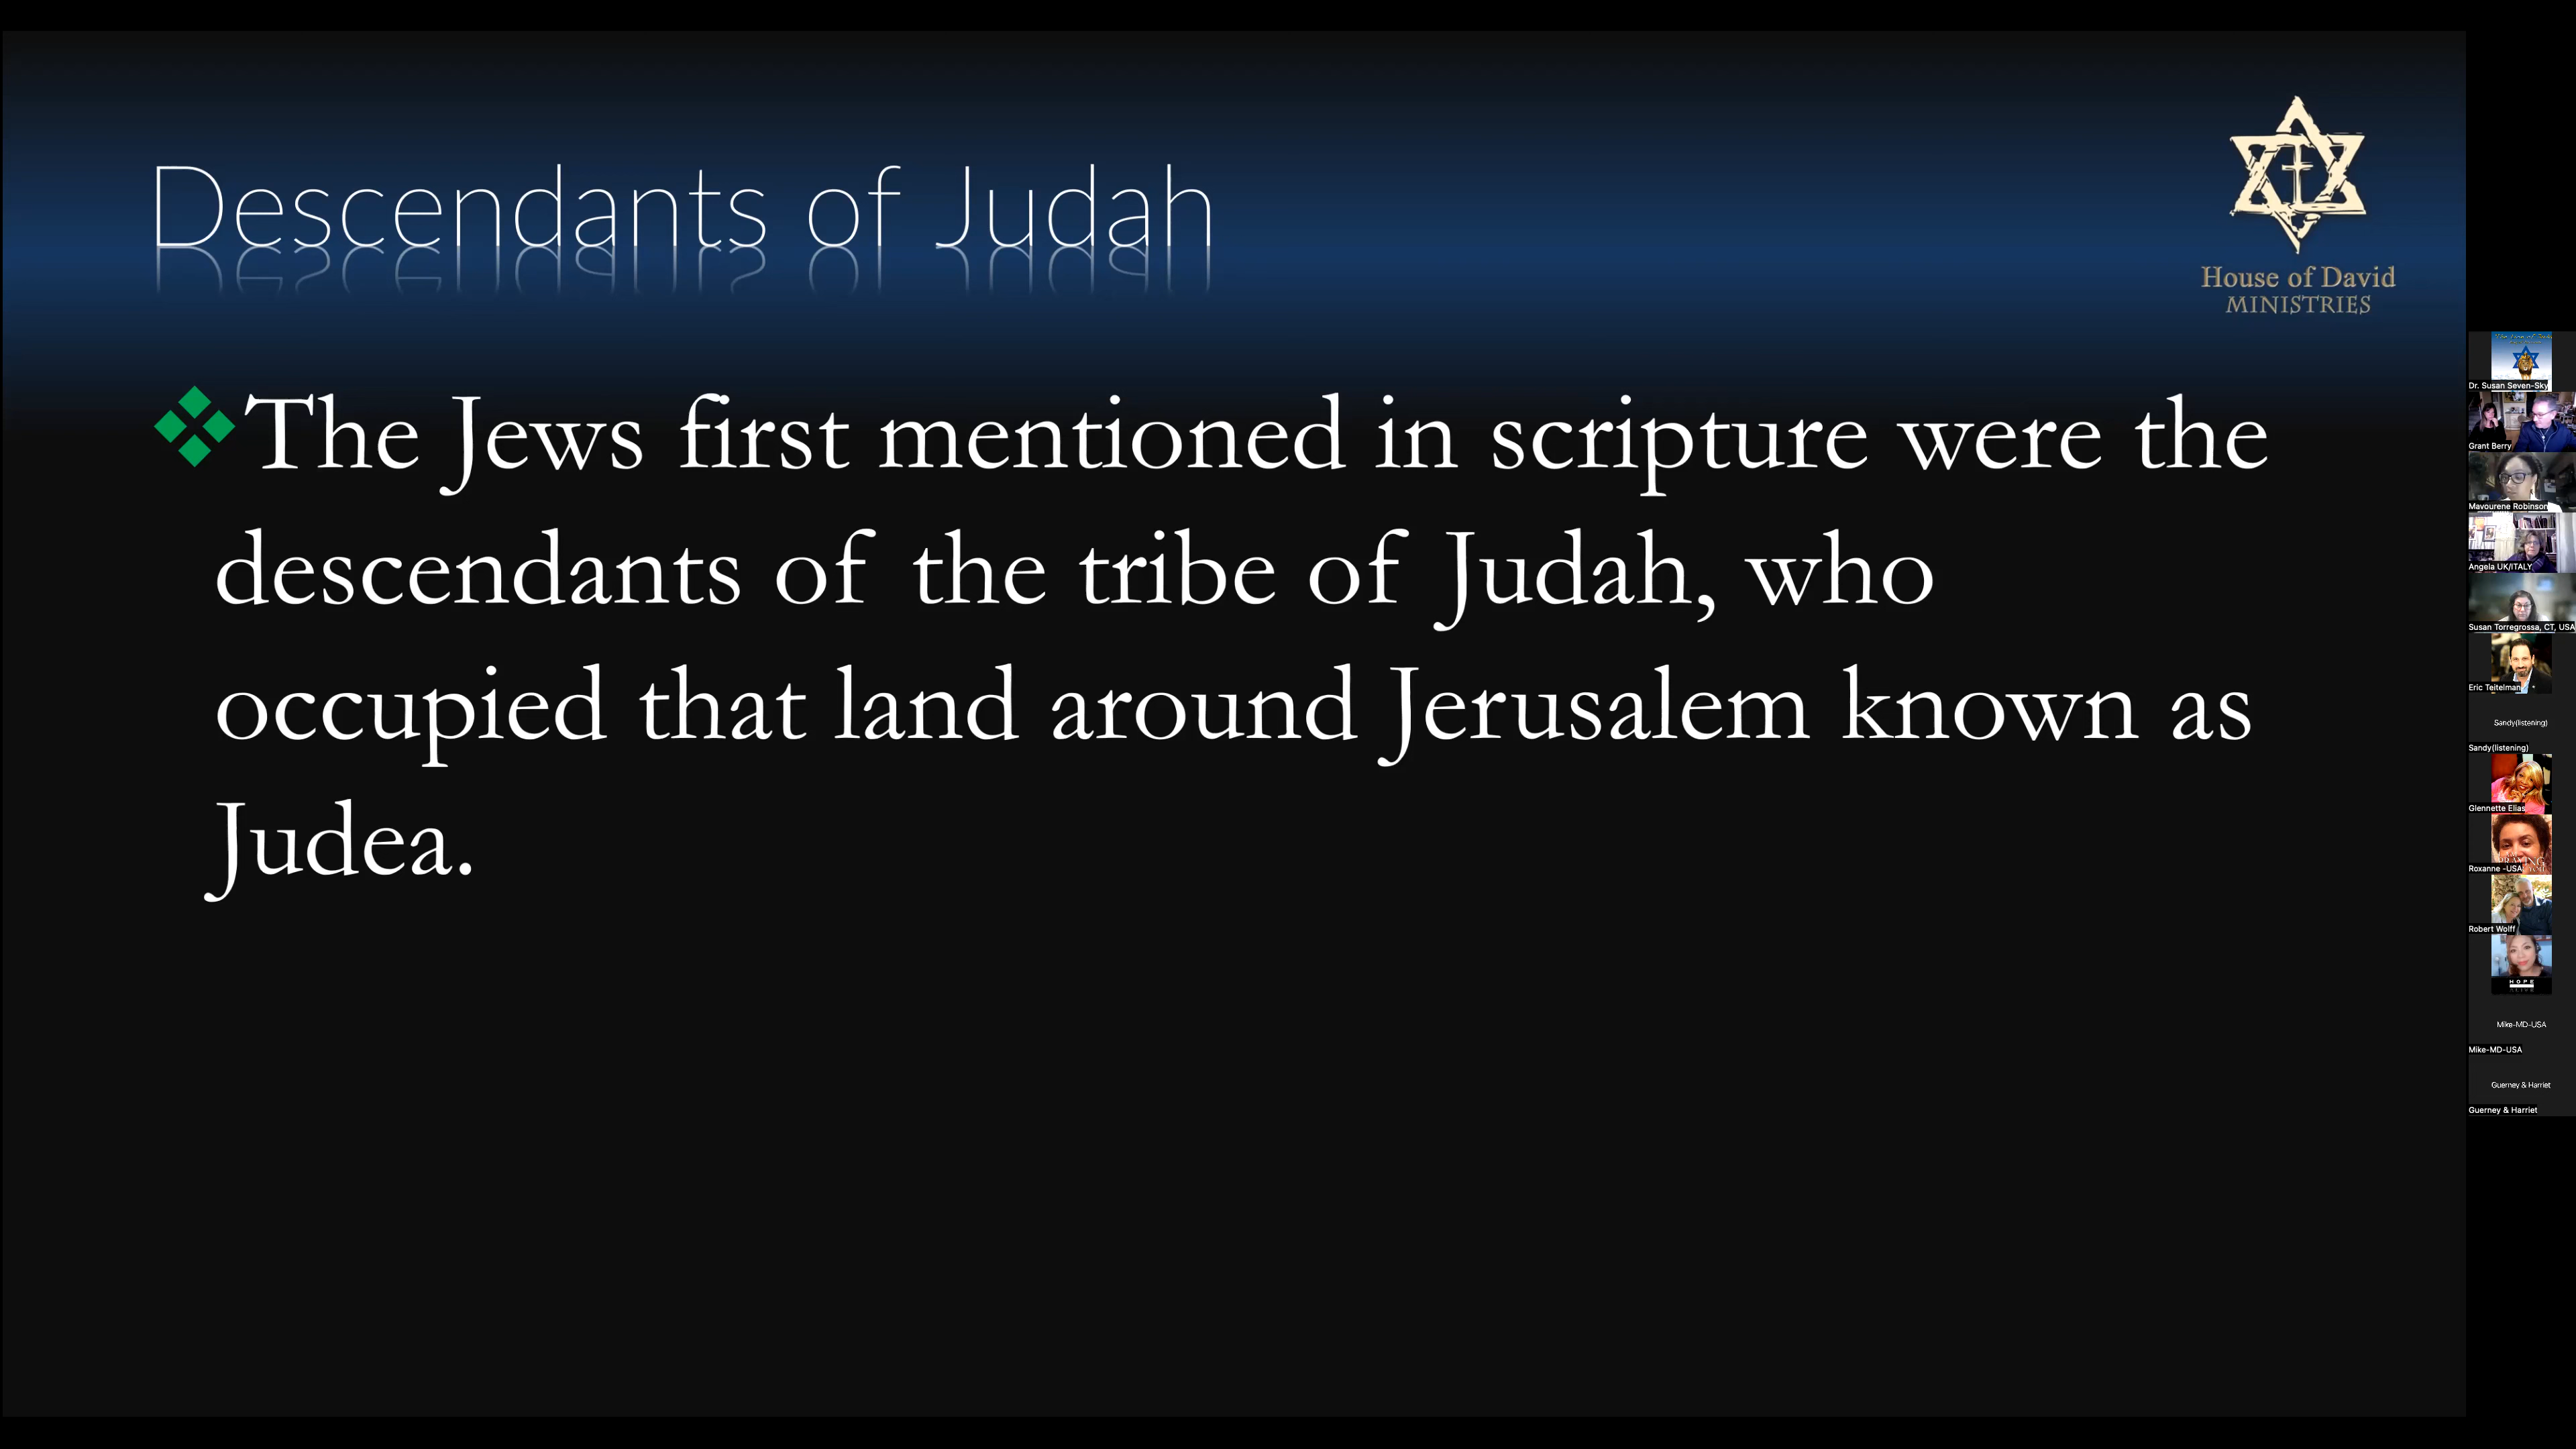 Descendants of Judah
House of David
MINISTRIES
The Jews first mentioned in scripture were the
descendants of the tribe of Judah, who
occupied that land around Jerusalem known as
Judea.
Dr. Susan Seven-Sky
Grant Berry
Mavourene Robinson
Angela UK/ITALY
Susan Torregrossa, CT, USA
Eric Teitelman
Sandy(listening)
Sandy(listening)
Glennette Elias
Roxanne -USA
Robert Wolff
HOPE
Mike-MD-USA
Mike-MD-USA
Guerney & Harriet
Guerney & Harriet